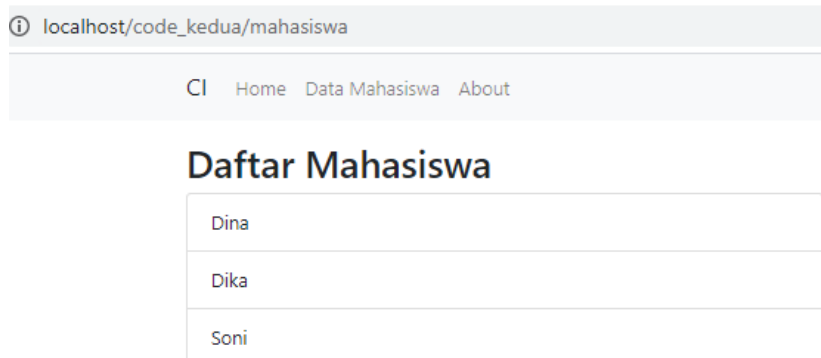 localhost/code_kedua/mahasiswa
CI Home Data Mahasiswa About
Daftar Mahasiswa
Dina
Dika
Soni